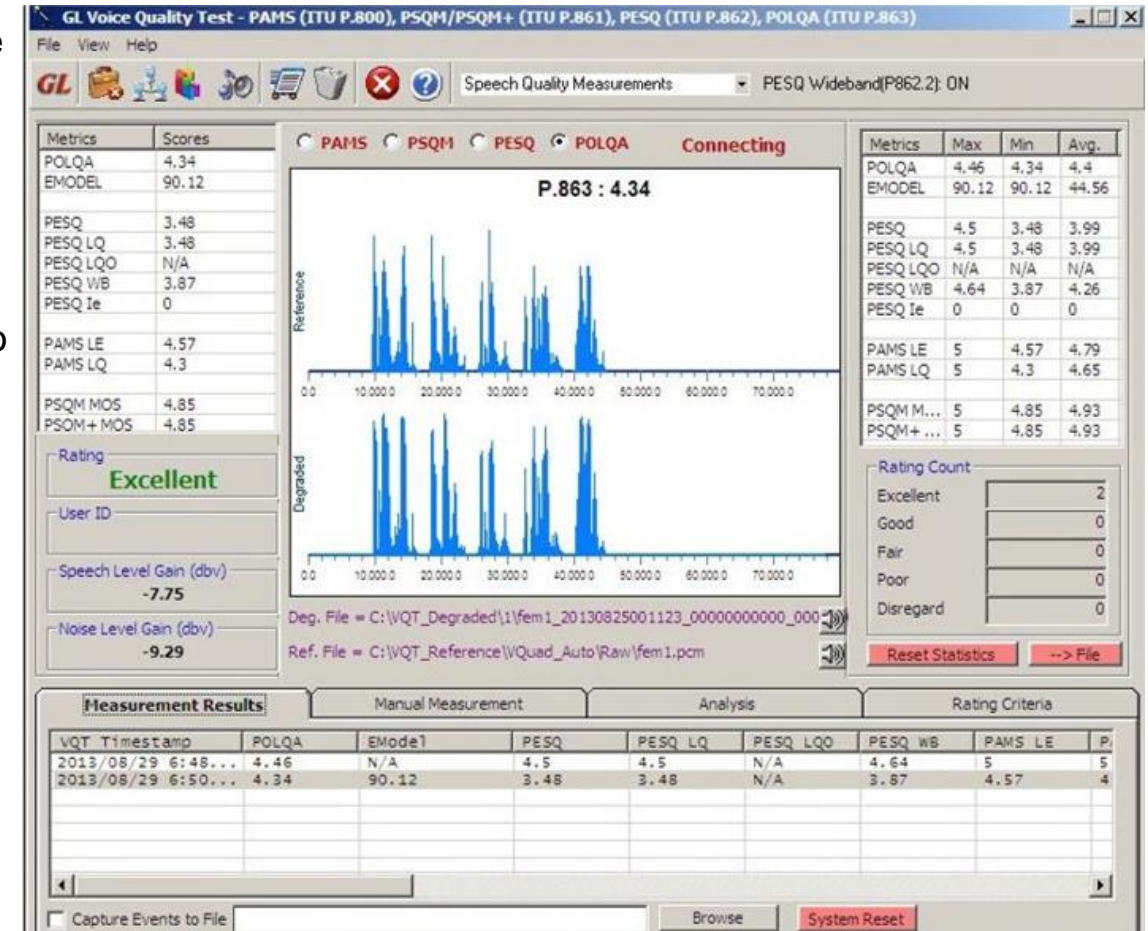 GL Voice Quality Test - PAMS (ITU P.800), PSQM/PSQM+ (ITU P.861), PESQ (ITU P.862), POLQA (ITU P.863)
e
File View Help
GL Speech Quality Measurements PESQ Wideband(P862.2): ON
Metrics Scores
POLQA 4.34
EMODEL 90.12
PESQ 3.48
PESQ LQ 3.48
PESQ LQO N/A
PESQ WB 3.87
PESQ Ie 0
PAMS LE 4.57
PAMS LQ 4.3
PSQM MOS 4.85
PSQM+ MOS 4.85
Rating
Excellent
User ID
Speech Level Gain (dbv)
-7.75
Noise Level Gain (dbv)
-9.29
PAMS PSQM PESQ POLQA Connecting
P.863 : 4.34
Reference
0.0 10.000.0 20.000.0 30.000.0 40.000.0 50.000.0 60.000.0 70.000.0
Degraded
0.0 10.000.0 20.000.0 30.000.0 40.000.0 50.000.0 60.000.0 70.000.0
Deg. File = C:\VQT_Degraded\1\fem1_20130825001123_00000000000_000
Ref. File = C:\VQT_Reference\VQuad_Auto\Raw\fem1.pcm
Metrics Max Min Avg.
POLQA 4.46 4.34 4.4
EMODEL 90.12 90.12 44.56
PESQ 4.5 3.48 3.99
PESQ LQ 4.5 3.48 3.99
PESQ LQO N/A N/A N/A
PESQ WB 4.64 3.87 4.26
PESQ Ie 0 0 0
PAMS LE 5 4.57 4.79
PAMS LQ 5 4.3 4.65
PSQM M... 5 4.85 4.93
PSQM+ ... 5 4.85 4.93
Rating Count
Excellent 2
Good 0
Fair 0
Poor 0
Disregard 0
Reset Statistics --> File
Measurement Results Manual Measurement Analysis Rating Criteria
VQT Timestamp POLQA EModel PESQ PESQ LQ PESQ LQO PESQ WB PAMS LE P.
2013/08/29 6:48... 4.46 N/A 4.5 4.5 N/A 4.64 5 5
2013/08/29 6:50... 4.34 90.12 3.48 3.48 N/A 3.87 4.57 4
Capture Events to File Browse System Reset